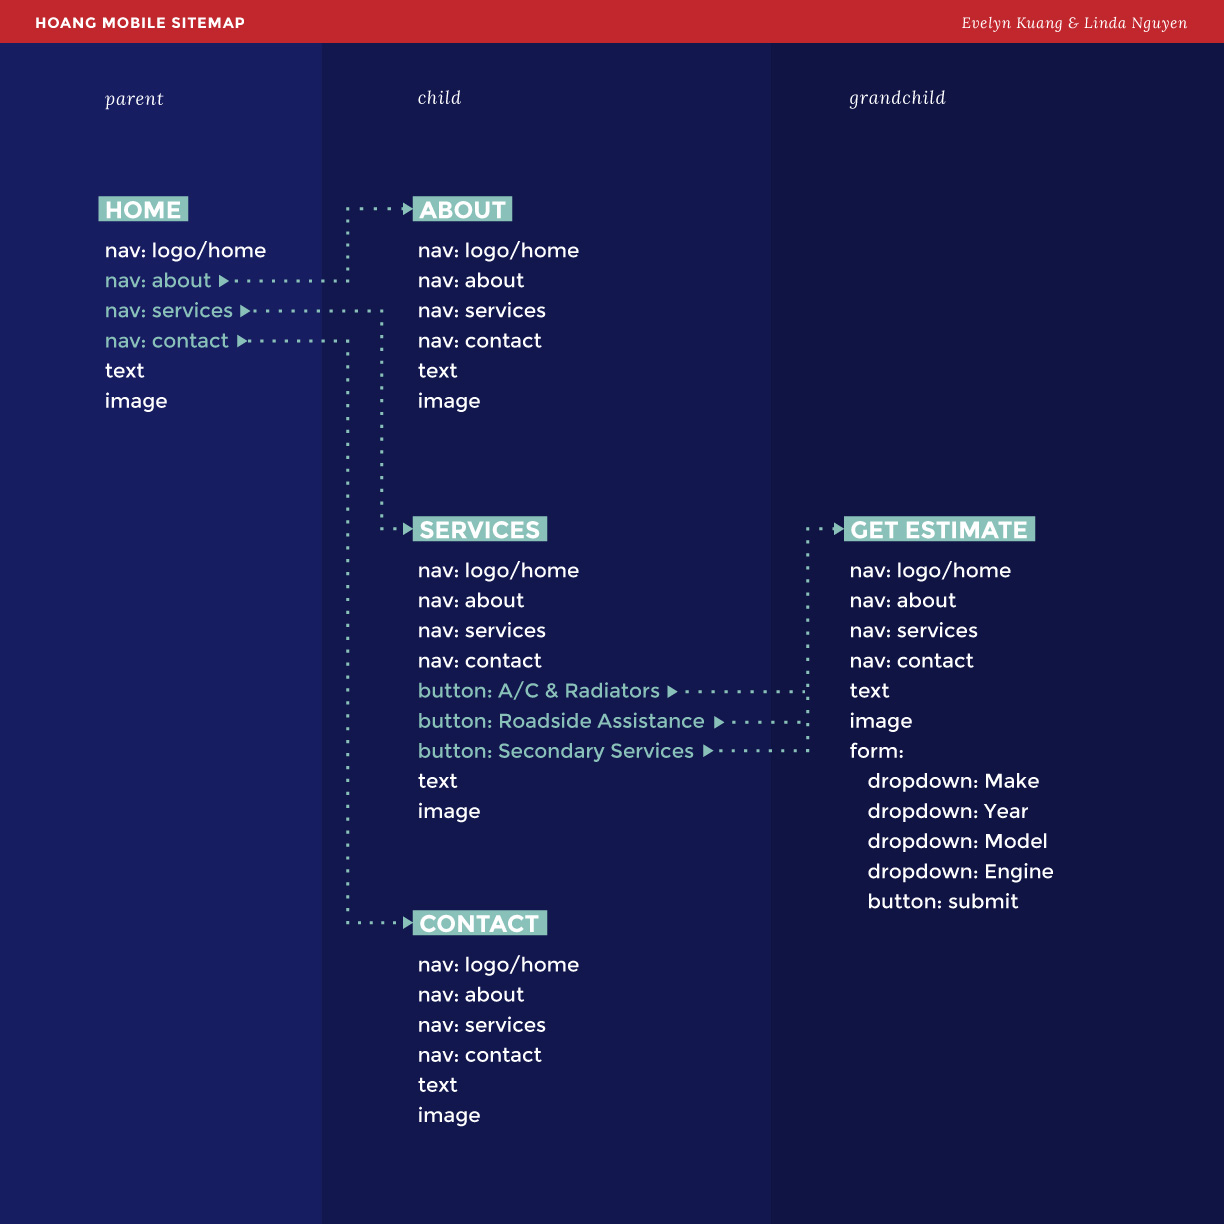 HOANG MOBILE SITEMAP
Evelyn Kuang & Linda Nguyen
parent
child
grandchild
HOME
nav: logo/home
nav: about
nav: services
nav: contact
text
image
ABOUT
nav: logo/home
nav: about
nav: services
nav: contact
text
image
SERVICES
nav: logo/home
nav: about
nav: services
nav: contact
button: A/C & Radiators
button: Roadside Assistance
button: Secondary Services
text
image
GET ESTIMATE
nav: logo/home
nav: about
nav: services
nav: contact
text
image
form:
dropdown: Make
dropdown: Year
dropdown: Model
dropdown: Engine
button: submit
CONTACT
nav: logo/home
nav: about
nav: services
nav: contact
text
image